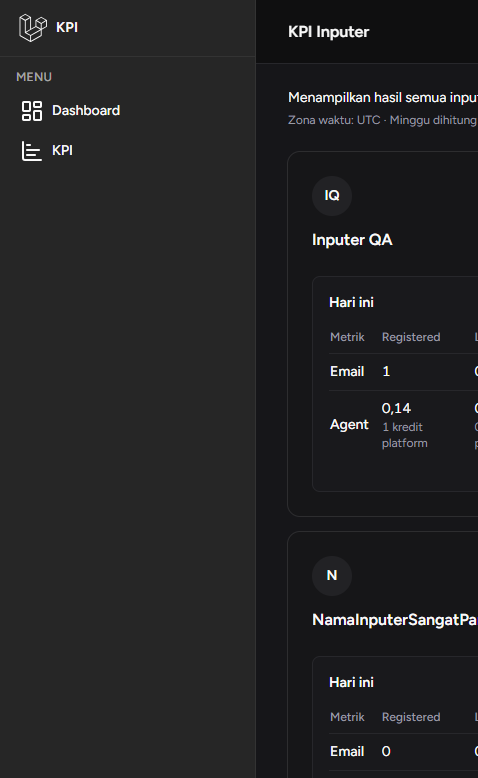 KPI
KPI Inputer
MENU
Dashboard
KPI
Menampilkan hasil semua
Zona waktu: UTC · Minggu dihitung
IQ
Inputer QA
Hari ini
Metrik Registered
Email 1
Agent 0,14
1 kredit
platform
N
Hari ini
Metrik Registered
Email 0